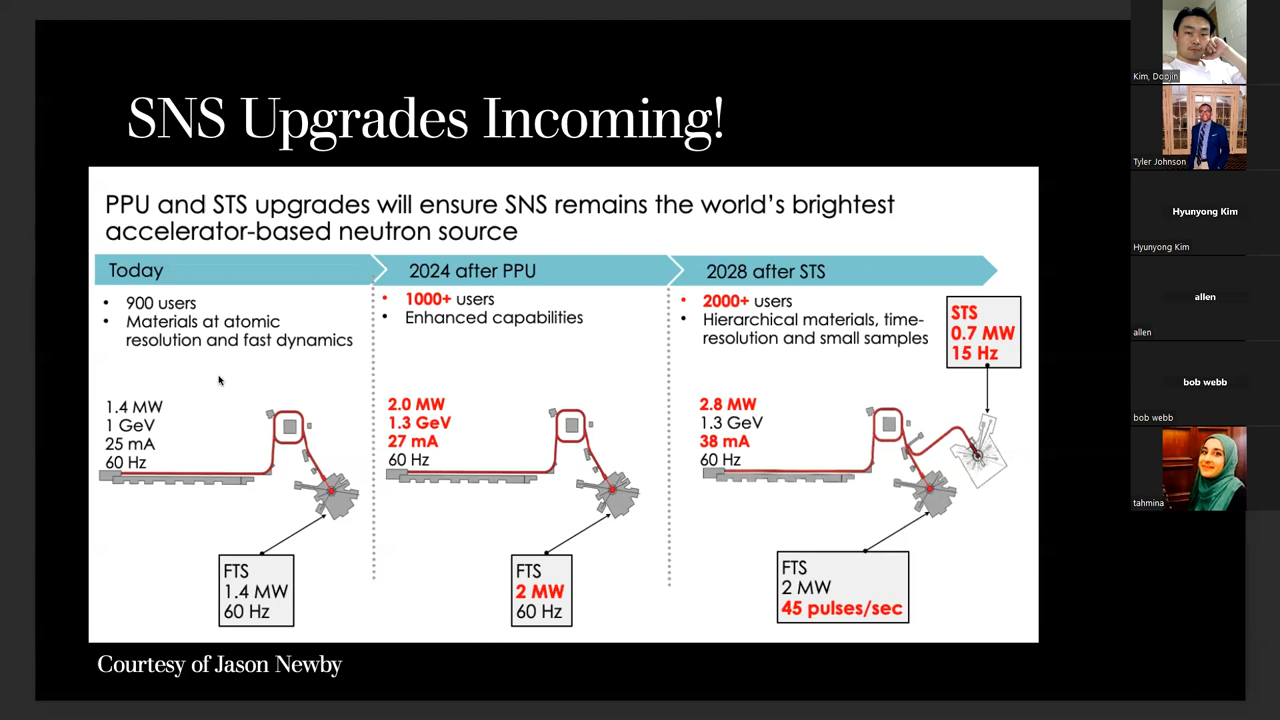 SNS Upgrades Incoming!
PPU and STS upgrades will ensure SNS remains the world's brightest
accelerator-based neutron source
Today
2024 after PPU
2028 after STS
• 900 users
• Materials at atomic
resolution and fast dynamics
• 1000+ users
• Enhanced capabilities
• 2000+ users
• Hierarchical materials, time-
resolution and small samples
STS
0.7 MW
15 Hz
1.4 MW
1 GeV
25 mA
60 Hz
2.0 MW
1.3 GeV
27 mA
60 Hz
2.8 MW
1.3 GeV
38 mA
60 Hz
FTS
1.4 MW
60 Hz
FTS
2 MW
60 Hz
FTS
2 MW
45 pulses/sec
Courtesy of Jason Newby
Kim, Doojin
Tyler Johnson
Hyunyong Kim
Hyunyong Kim
allen
allen
bob webb
bob webb
tahmina